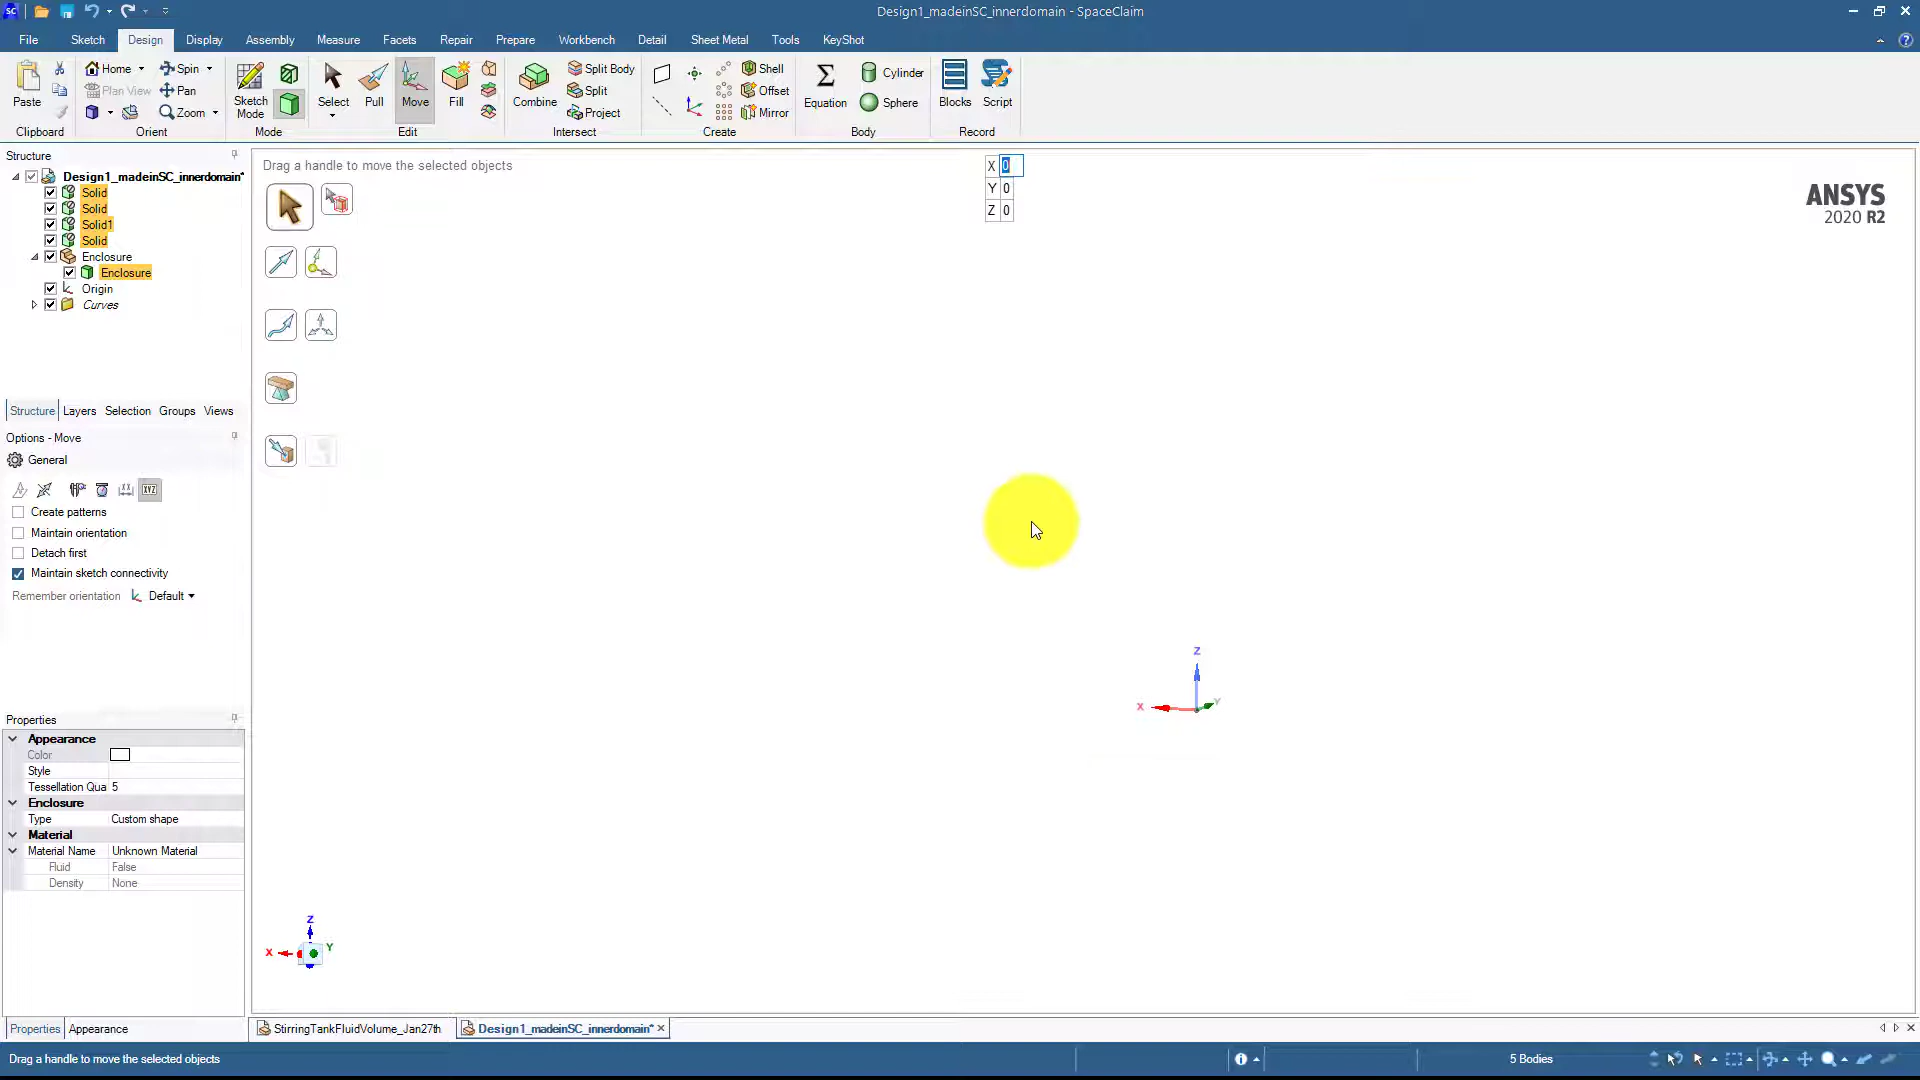 Design1_madeinSC_innerdomain - SpaceClaim
File Sketch Design Display Assembly Measure Facets Repair Prepare Workbench Detail Sheet Metal Tools KeyShot
Paste
Clipboard
Home Spin
Plan View Pan
Zoom
Orient
Sketch Mode
Mode
Select Pull Move Fill
Edit
Combine
Split Body
Split
Project
Intersect
Shell
Offset
Mirror
Create
Equation
Cylinder
Sphere
Body
Blocks Script
Record
Structure
Design1_madeinSC_innerdomain*
Solid
Solid
Solid1
Solid
Enclosure
Enclosure
Origin
Curves
Structure Layers Selection Groups Views
Options - Move
General
XYZ
Create patterns
Maintain orientation
Detach first
Maintain sketch connectivity
Remember orientation Default
Properties
Appearance
Color
Style
Tessellation Qua 5
Enclosure
Type Custom shape
Material
Material Name Unknown Material
Fluid False
Density None
Properties Appearance
Drag a handle to move the selected objects
X 0
Y 0
Z 0
ANSYS
2020 R2
Z
X
Y
Z
X
Y
StirringTankFluidVolume_Jan27th Design1_madeinSC_innerdomain*
Drag a handle to move the selected objects
5 Bodies